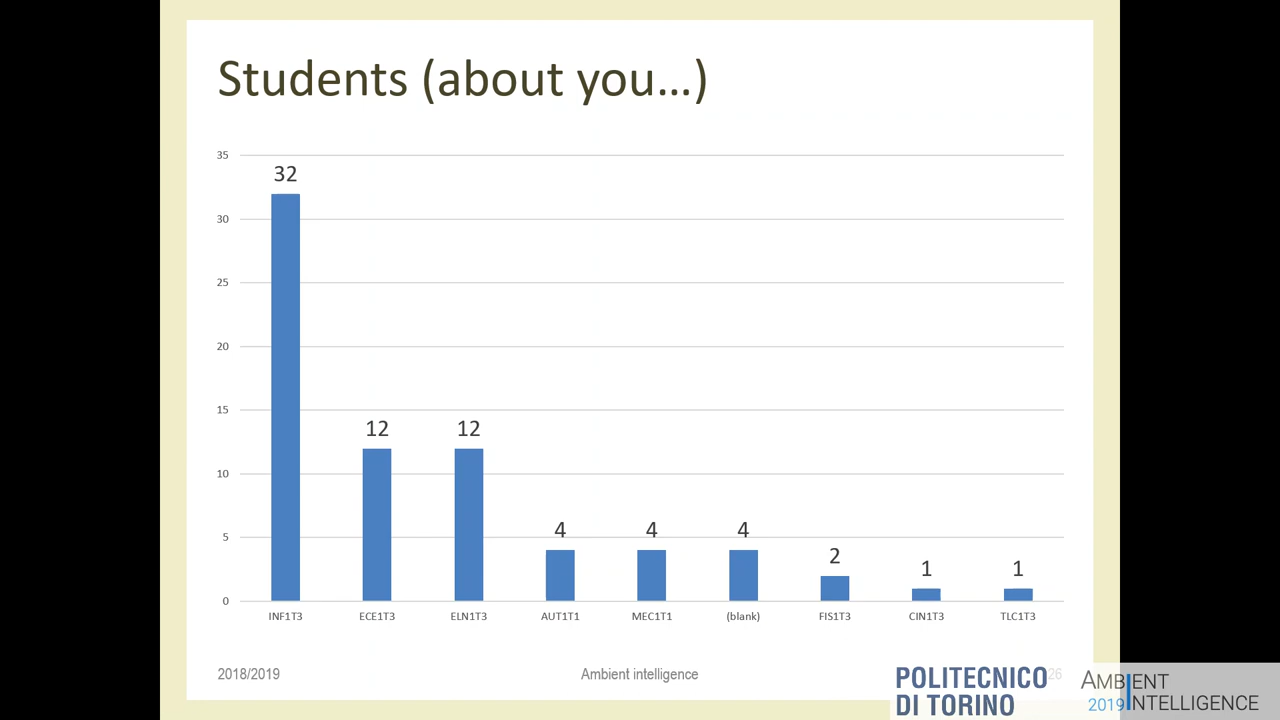 Students (about you…)
35
32
30
25
20
15
12
12
10
5
4
4
4
2
1
1
0
INF1T3
ECE1T3
ELN1T3
AUT1T1
MEC1T1
(blank)
FIS1T3
CIN1T3
TLC1T3
2018/2019
Ambient intelligence
26
POLITECNICO
DI TORINO
AMBIENT
2019 INTELLIGENCE